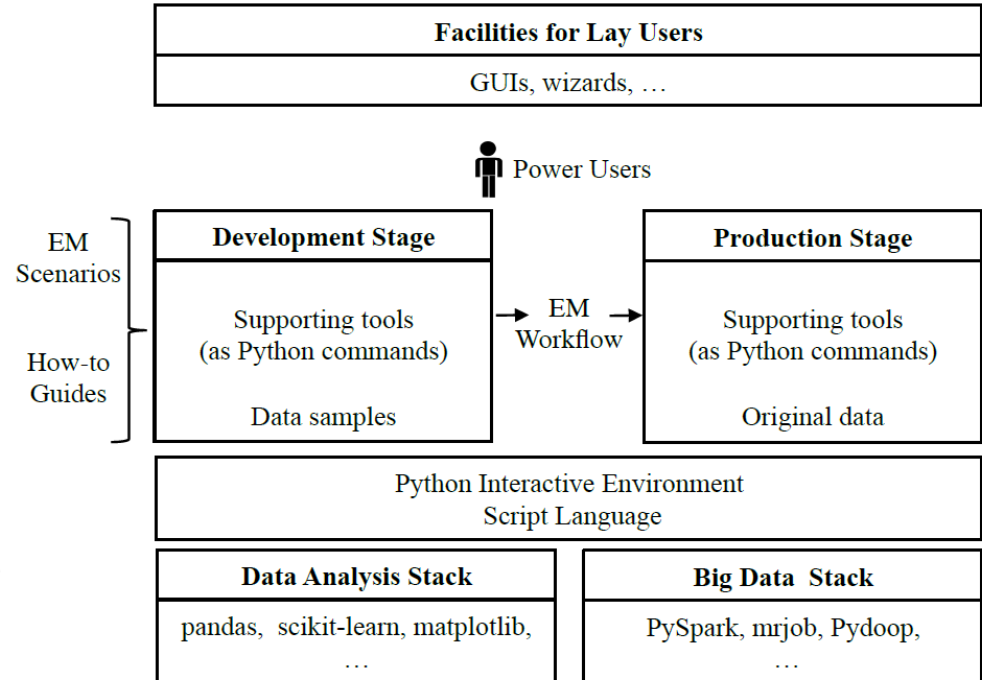 Facilities for Lay Users
GUIs, wizards, …
Power Users
EM
Scenarios
How-to
Guides
Development Stage
Supporting tools
(as Python commands)
Data samples
EM
Workflow
Production Stage
Supporting tools
(as Python commands)
Original data
Python Interactive Environment
Script Language
Data Analysis Stack
pandas, scikit-learn, matplotlib,
…
Big Data Stack
PySpark, mrjob, Pydoop,
…